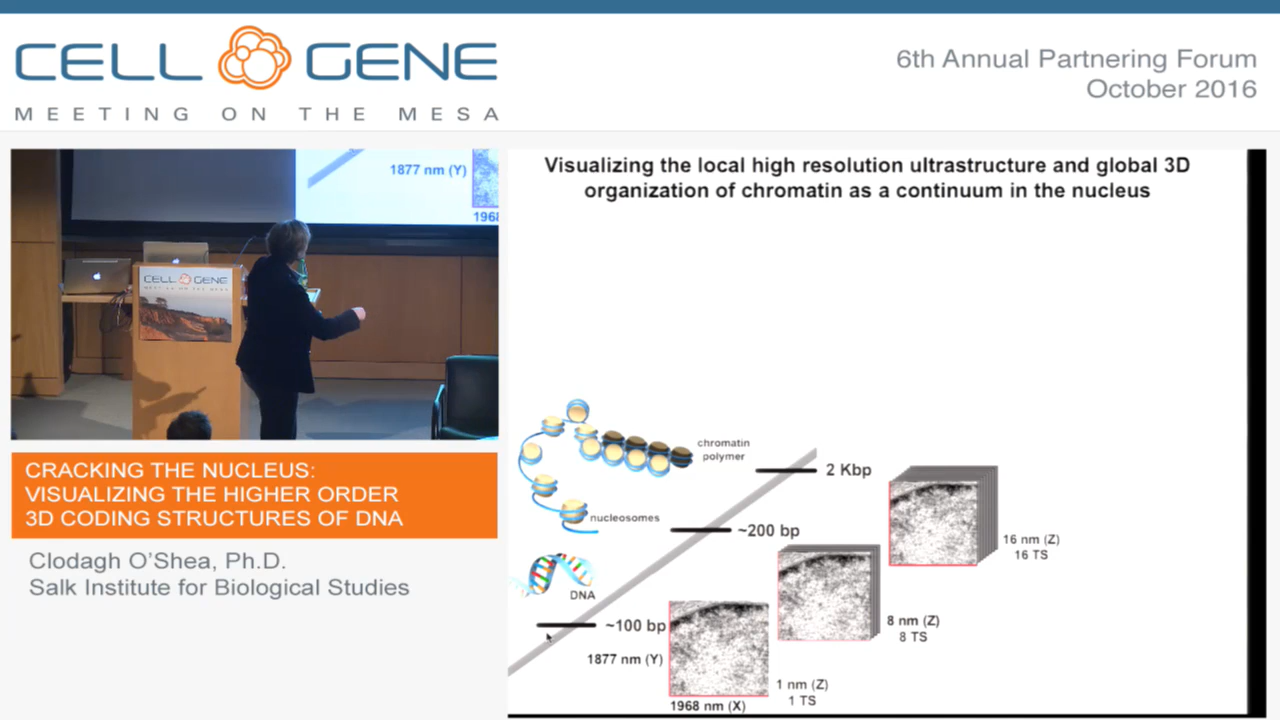 CELL GENE
MEETING ON THE MESA
6th Annual Partnering Forum
October 2016
1877 nm (Y)
196
CELL GENE
Visualizing the local high resolution ultrastructure and global 3D
organization of chromatin as a continuum in the nucleus
chromatin
polymer
2 Kbp
nucleosomes
~200 bp
16 nm (Z)
16 TS
DNA
~100 bp
8 nm (Z)
8 TS
1877 nm (Y)
1 nm (Z)
1 TS
1968 nm (X)
CRACKING THE NUCLEUS:
VISUALIZING THE HIGHER ORDER
3D CODING STRUCTURES OF DNA
Clodagh O'Shea, Ph.D.
Salk Institute for Biological Studies